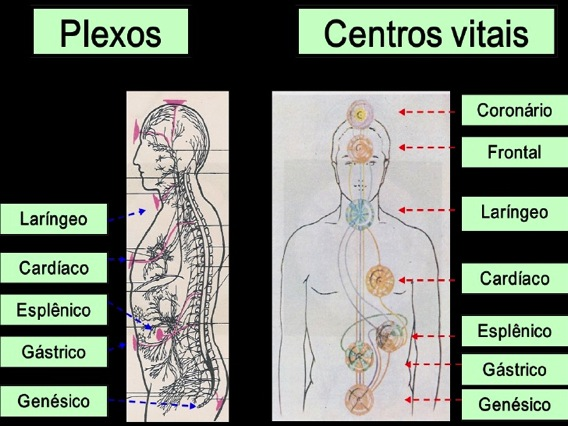 Plexos
Centros vitais
Laríngeo
Cardíaco
Esplênico
Gástrico
Genésico
Coronário
Frontal
Laríngeo
Cardíaco
Esplênico
Gástrico
Genésico